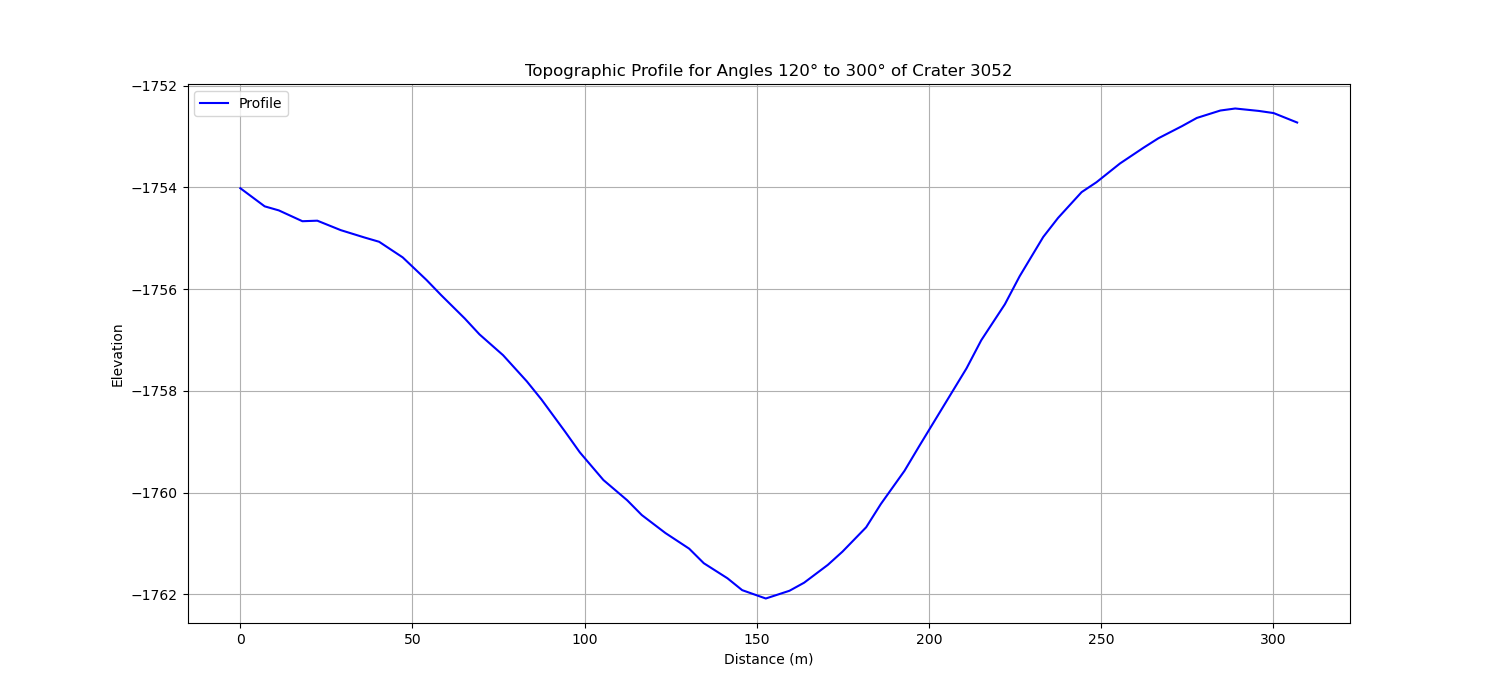 Topographic Profile for Angles 120° to 300° of Crater 3052
Profile
−1752
−1754
−1756
−1758
−1760
−1762
Elevation
0 50 100 150 200 250 300
Distance (m)